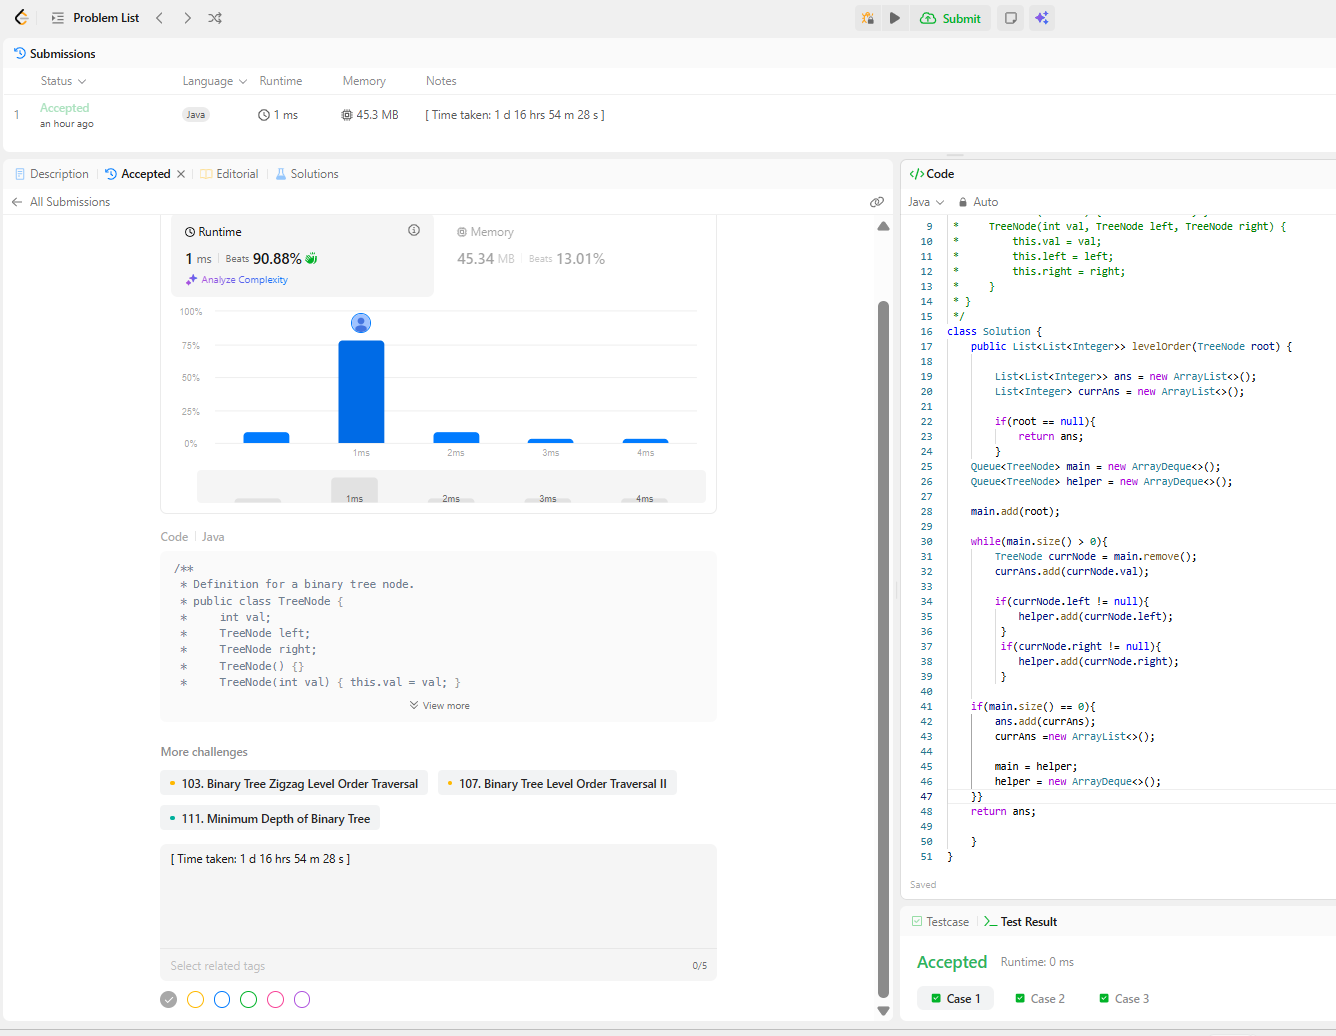 Problem List
Submit
Submissions
Status Language Runtime Memory Notes
1 Accepted Java 1 ms 45.3 MB [ Time taken: 1 d 16 hrs 54 m 28 s ]
an hour ago
Description Accepted Editorial Solutions
All Submissions
Runtime
1 ms Beats 90.88%
Analyze Complexity
Memory
45.34 MB Beats 13.01%
100%
75%
50%
25%
0%
1ms 2ms 3ms 4ms
1ms 2ms 3ms 4ms
Code Java
/**
* Definition for a binary tree node.
* public class TreeNode {
*     int val;
*     TreeNode left;
*     TreeNode right;
*     TreeNode() {}
*     TreeNode(int val) { this.val = val; }
View more
More challenges
103. Binary Tree Zigzag Level Order Traversal
107. Binary Tree Level Order Traversal II
111. Minimum Depth of Binary Tree
[ Time taken: 1 d 16 hrs 54 m 28 s ]
Select related tags 0/5
</> Code
Java Auto
9 *     TreeNode(int val, TreeNode left, TreeNode right) {
10 *         this.val = val;
11 *         this.left = left;
12 *         this.right = right;
13 *     }
14 * }
15 */
16 class Solution {
17     public List<List<Integer>> levelOrder(TreeNode root) {
18
19         List<List<Integer>> ans = new ArrayList<>();
20         List<Integer> currAns = new ArrayList<>();
21
22         if(root == null){
23             return ans;
24         }
25     Queue<TreeNode> main = new ArrayDeque<>();
26     Queue<TreeNode> helper = new ArrayDeque<>();
27
28     main.add(root);
29
30     while(main.size() > 0){
31         TreeNode currNode = main.remove();
32         currAns.add(currNode.val);
33
34         if(currNode.left != null){
35             helper.add(currNode.left);
36          }
37          if(currNode.right != null){
38             helper.add(currNode.right);
39          }
40
41     if(main.size() == 0){
42         ans.add(currAns);
43         currAns =new ArrayList<>();
44
45         main = helper;
46         helper = new ArrayDeque<>();
47     }}
48     return ans;
49
50     }
51 }
Saved
Testcase >_ Test Result
Accepted Runtime: 0 ms
Case 1 Case 2 Case 3